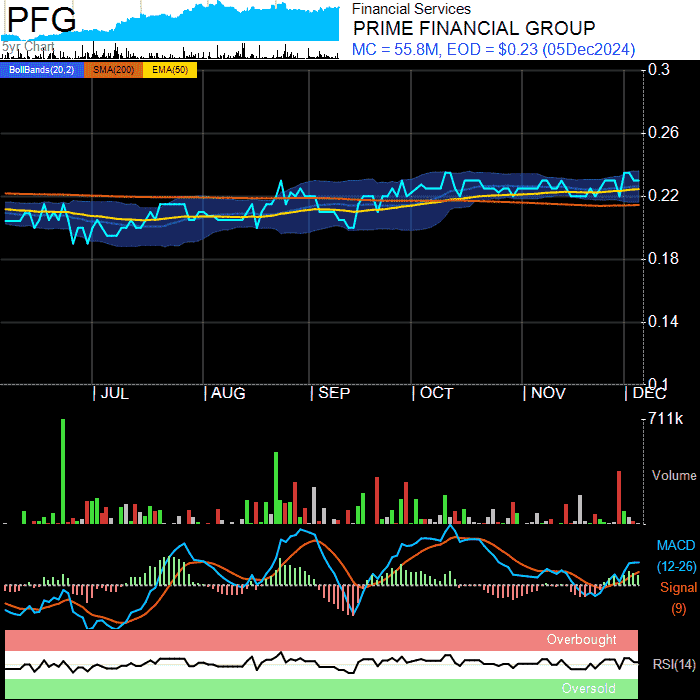 PFG
5yr Chart
Financial Services
PRIME FINANCIAL GROUP
MC = 55.8M, EOD = $0.23 (05Dec2024)
BollBands(20,2) SMA(200) EMA(50)
0.3
0.26
0.22
0.18
0.14
0.1
JUL AUG SEP OCT NOV DEC
711k
Volume
MACD
(12-26)
Signal
(9)
Overbought
RSI(14)
Oversold